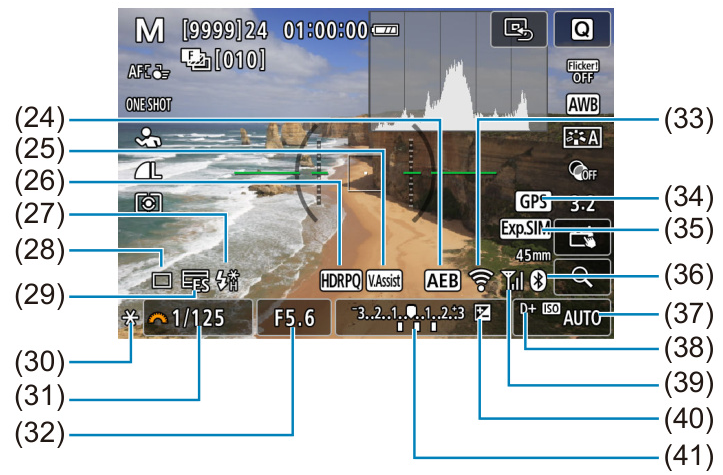 M [9999]24 01:00:00 Q
F [010]
AF
Flicker!
OFF
ONE SHOT AWB
A
L
OFF
GPS 3.2
Exp.SIM
45mm
ES H HDRPQ V.Assist AEB
1/125 F5.6 -3..2..1..0..1..2..+3 D+ ISO AUTO
(24)
(25)
(26)
(27)
(28)
(29)
(30)
(31)
(32)
(33)
(34)
(35)
(36)
(37)
(38)
(39)
(40)
(41)